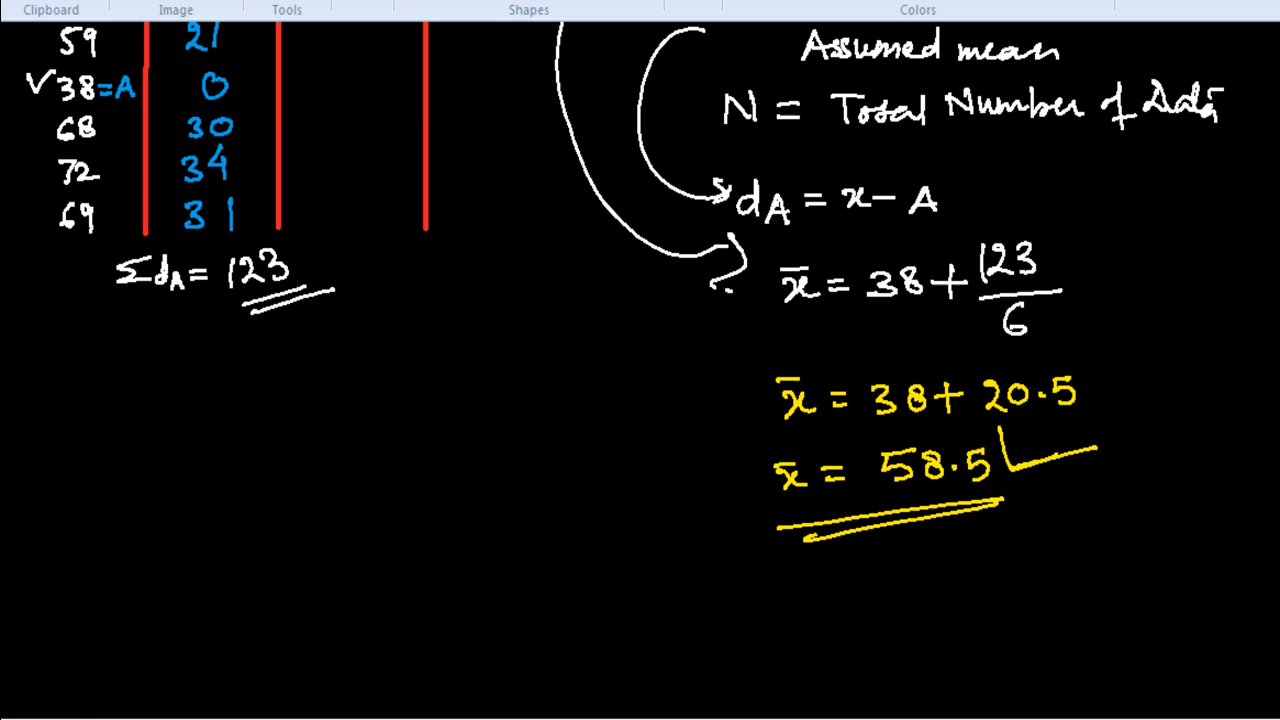 Clipboard Image Tools Shapes Colors
59 21
✓38=A 0
68 30
72 34
69 31
Σd_A = 123
Assumed mean
N = Total Number of Data
d_A = x - A
? x̄ = 38 + 123/6
x̄ = 38 + 20.5
x̄ = 58.5